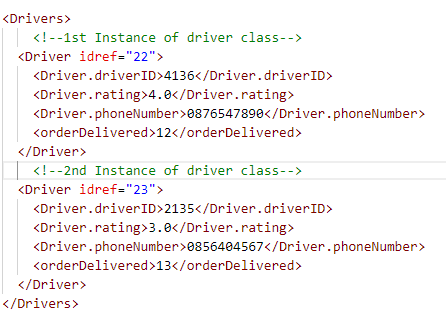 <Drivers>
<!--1st Instance of driver class-->
<Driver idref="22">
<Driver.driverID>4136</Driver.driverID>
<Driver.rating>4.0</Driver.rating>
<Driver.phoneNumber>0876547890</Driver.phoneNumber>
<orderDelivered>12</orderDelivered>
</Driver>
<!--2nd Instance of driver class-->
<Driver idref="23">
<Driver.driverID>2135</Driver.driverID>
<Driver.rating>3.0</Driver.rating>
<Driver.phoneNumber>0856404567</Driver.phoneNumber>
<orderDelivered>13</orderDelivered>
</Driver>
</Drivers>